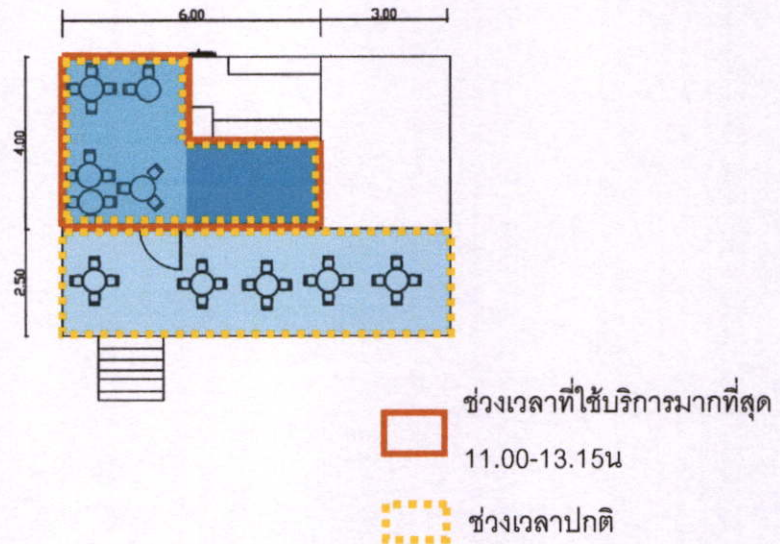 6.00 3.00
4.00
2.50
ช่วงเวลาที่ใช้บริการมากที่สุด
11.00-13.15น
ช่วงเวลาปกติ